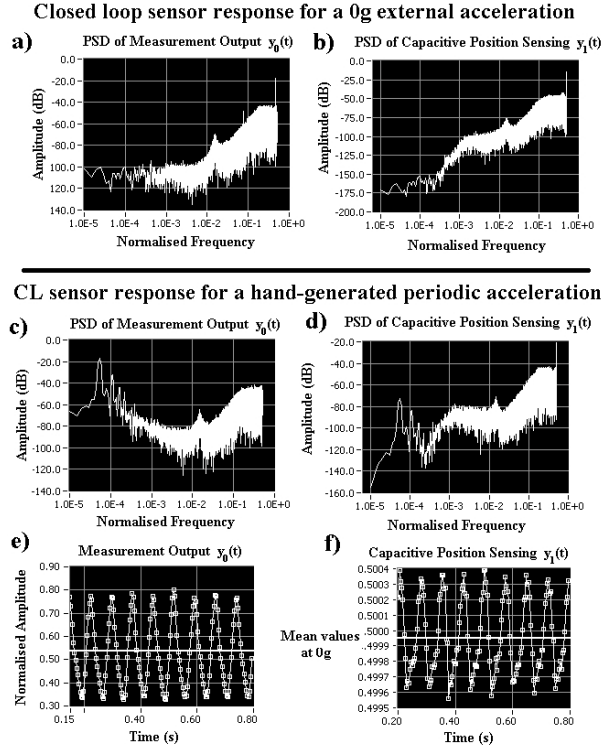 Closed loop sensor response for a 0g external acceleration
a)
PSD of Measurement Output y0(t)
Amplitude (dB)
0.0
20.0
-40.0
-60.0
80.0
100.0
120.0
140.0
1.0E-5 1.0E-4 1.0E-3 1.0E-2 1.0E-1 1.0E+0
Normalised Frequency
b)
PSD of Capacitive Position Sensing y1(t)
Amplitude (dB)
0.0
-25.0
-50.0
-75.0
-100.0
-125.0
-150.0
-175.0
-200.0
1.0E-5 1.0E-4 1.0E-3 1.0E-2 1.0E-1 1.0E+0
Normalised Frequency
CL sensor response for a hand-generated periodic acceleration
c)
PSD of Measurement Output y0(t)
Amplitude (dB)
0.0
-20.0
-40.0
-60.0
-80.0
-100.0
-120.0
-140.0
1.0E-5 1.0E-4 1.0E-3 1.0E-2 1.0E-1 1.0E+0
Normalised Frequency
d)
PSD of Capacitive Position Sensing y1(t)
Amplitude (dB)
-20.0
-40.0
-60.0
-80.0
-100.0
-120.0
-140.0
-160.0
1.0E-5 1.0E-4 1.0E-3 1.0E-2 1.0E-1 1.0E+0
Normalised Frequency
e)
Measurement Output y0(t)
Normalised Amplitude
0.90
0.80
0.70
0.60
0.50
0.40
0.30
0.15 0.40 0.60 0.80
Time (s)
f)
Capacitive Position Sensing y1(t)
Mean values
at 0g
0.5004
0.5003
0.5001
0.5000
0.4999
0.4998
0.4996
0.4995
0.20 0.40 0.60 0.80
Time (s)